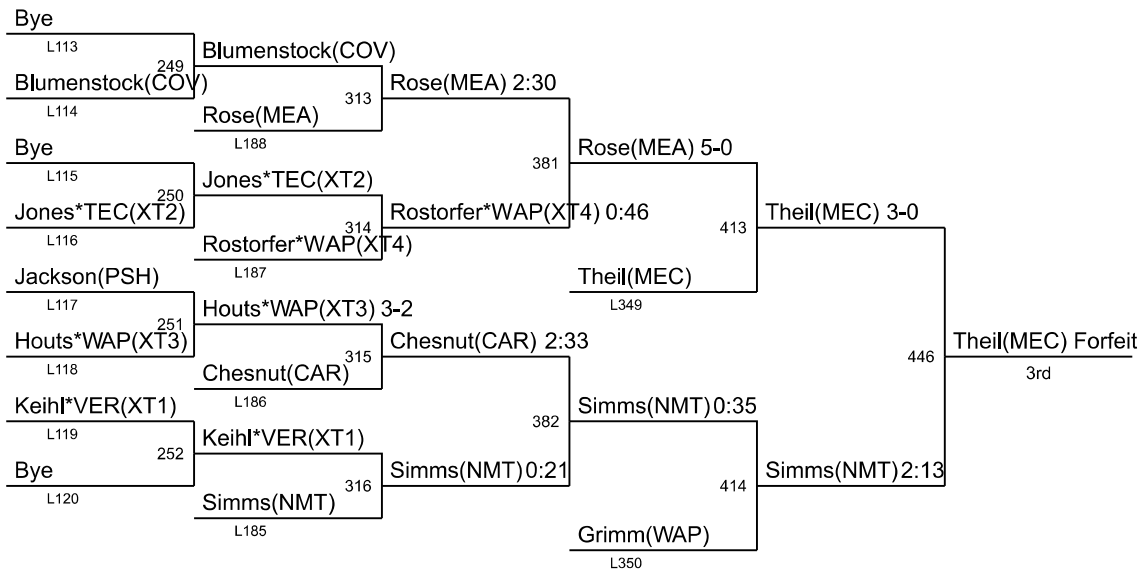 Bye
L113
249
Blumenstock(COV)
Blumenstock(COV)
L114
313
Rose(MEA) 2:30
Rose(MEA)
L188
Bye
L115
250
Jones*TEC(XT2)
Jones*TEC(XT2)
L116
314
Rostorfer*WAP(XT4) 0:46
Rostorfer*WAP(XT4)
L187
381
Rose(MEA) 5-0
413
Theil(MEC) 3-0
Theil(MEC)
L349
Jackson(PSH)
L117
251
Houts*WAP(XT3) 3-2
Houts*WAP(XT3)
L118
315
Chesnut(CAR) 2:33
Chesnut(CAR)
L186
Keihl*VER(XT1)
L119
252
Keihl*VER(XT1)
Bye
L120
316
Simms(NMT) 0:21
Simms(NMT)
L185
382
Simms(NMT) 0:35
414
Simms(NMT) 2:13
Grimm(WAP)
L350
446
Theil(MEC) Forfeit
3rd